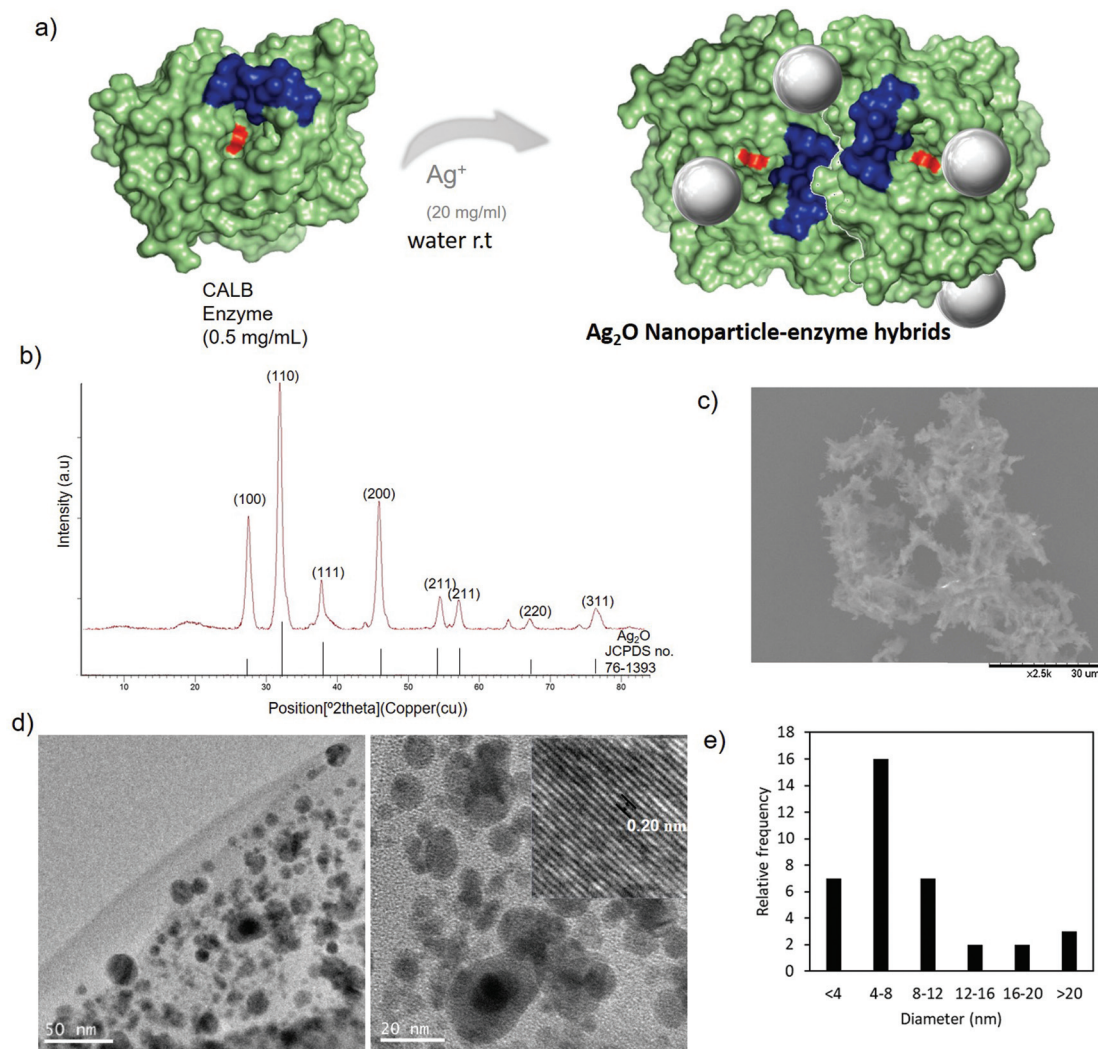 a)
Ag⁺
(20 mg/ml)
water r.t
CALB
Enzyme
(0.5 mg/mL)
Ag₂O Nanoparticle-enzyme hybrids
b)
Intensity (a.u)
(100)
(110)
(111)
(200)
(211)
(211)
(220)
(311)
Ag₂O
JCPDS no.
76-1393
10 20 30 40 50 60 70 80
Position[°2theta](Copper(cu)
c)
x2.5k 30 um
d)
50 nm
0.20 nm
20 nm
e)
Relative frequency
18
16
14
12
10
8
6
4
2
0
<4 4-8 8-12 12-16 16-20 >20
Diameter (nm)